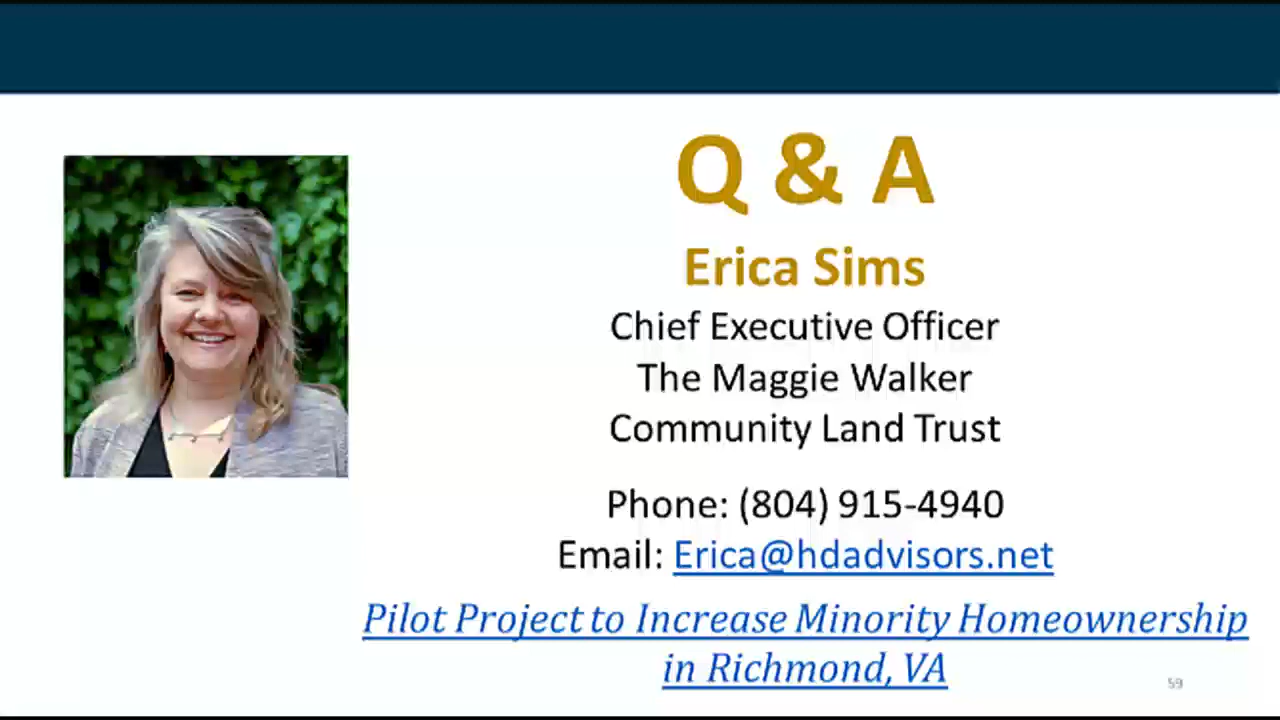 Q & A
Erica Sims
Chief Executive Officer
The Maggie Walker
Community Land Trust
Phone: (804) 915-4940
Email: Erica@hdadvisors.net
Pilot Project to Increase Minority Homeownership
in Richmond, VA
59